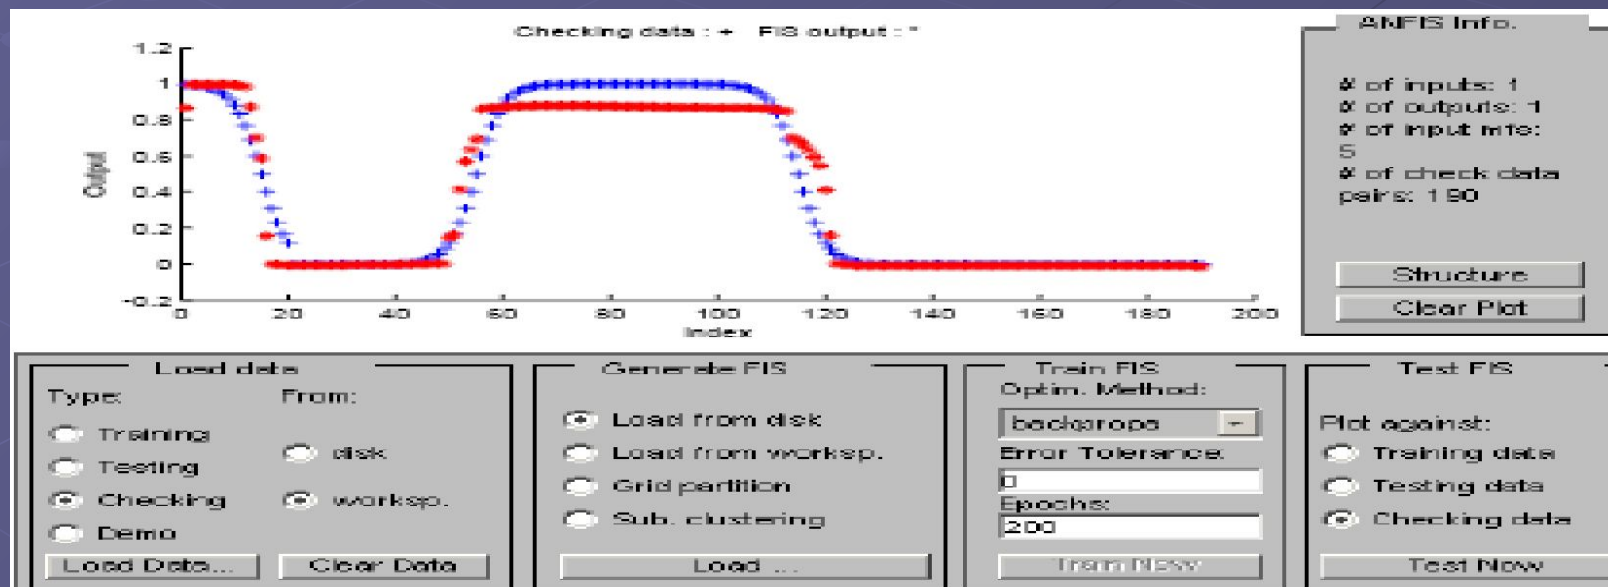 Checking data : + FIS output : *
1.2
1
0.8
0.6
0.4
0.2
0
-0.2
Output
0 20 40 60 80 100 120 140 160 180 200
Index
ANFIS Info.
# of inputs: 1
# of outputs: 1
# of input mfs:
5
# of check data
pairs: 190
Structure
Clear Plot
Load data
Type: From:
Training
Testing
Checking
Demo
disk
worksp.
Load Data... Clear Data
Generate FIS
Load from disk
Load from worksp.
Grid partition
Sub. clustering
Load ...
Train FIS
Optim. Method:
backpropa
Error Tolerance:
0
Epochs:
200
Train Now
Test FIS
Plot against:
Training data
Testing data
Checking data
Test Now